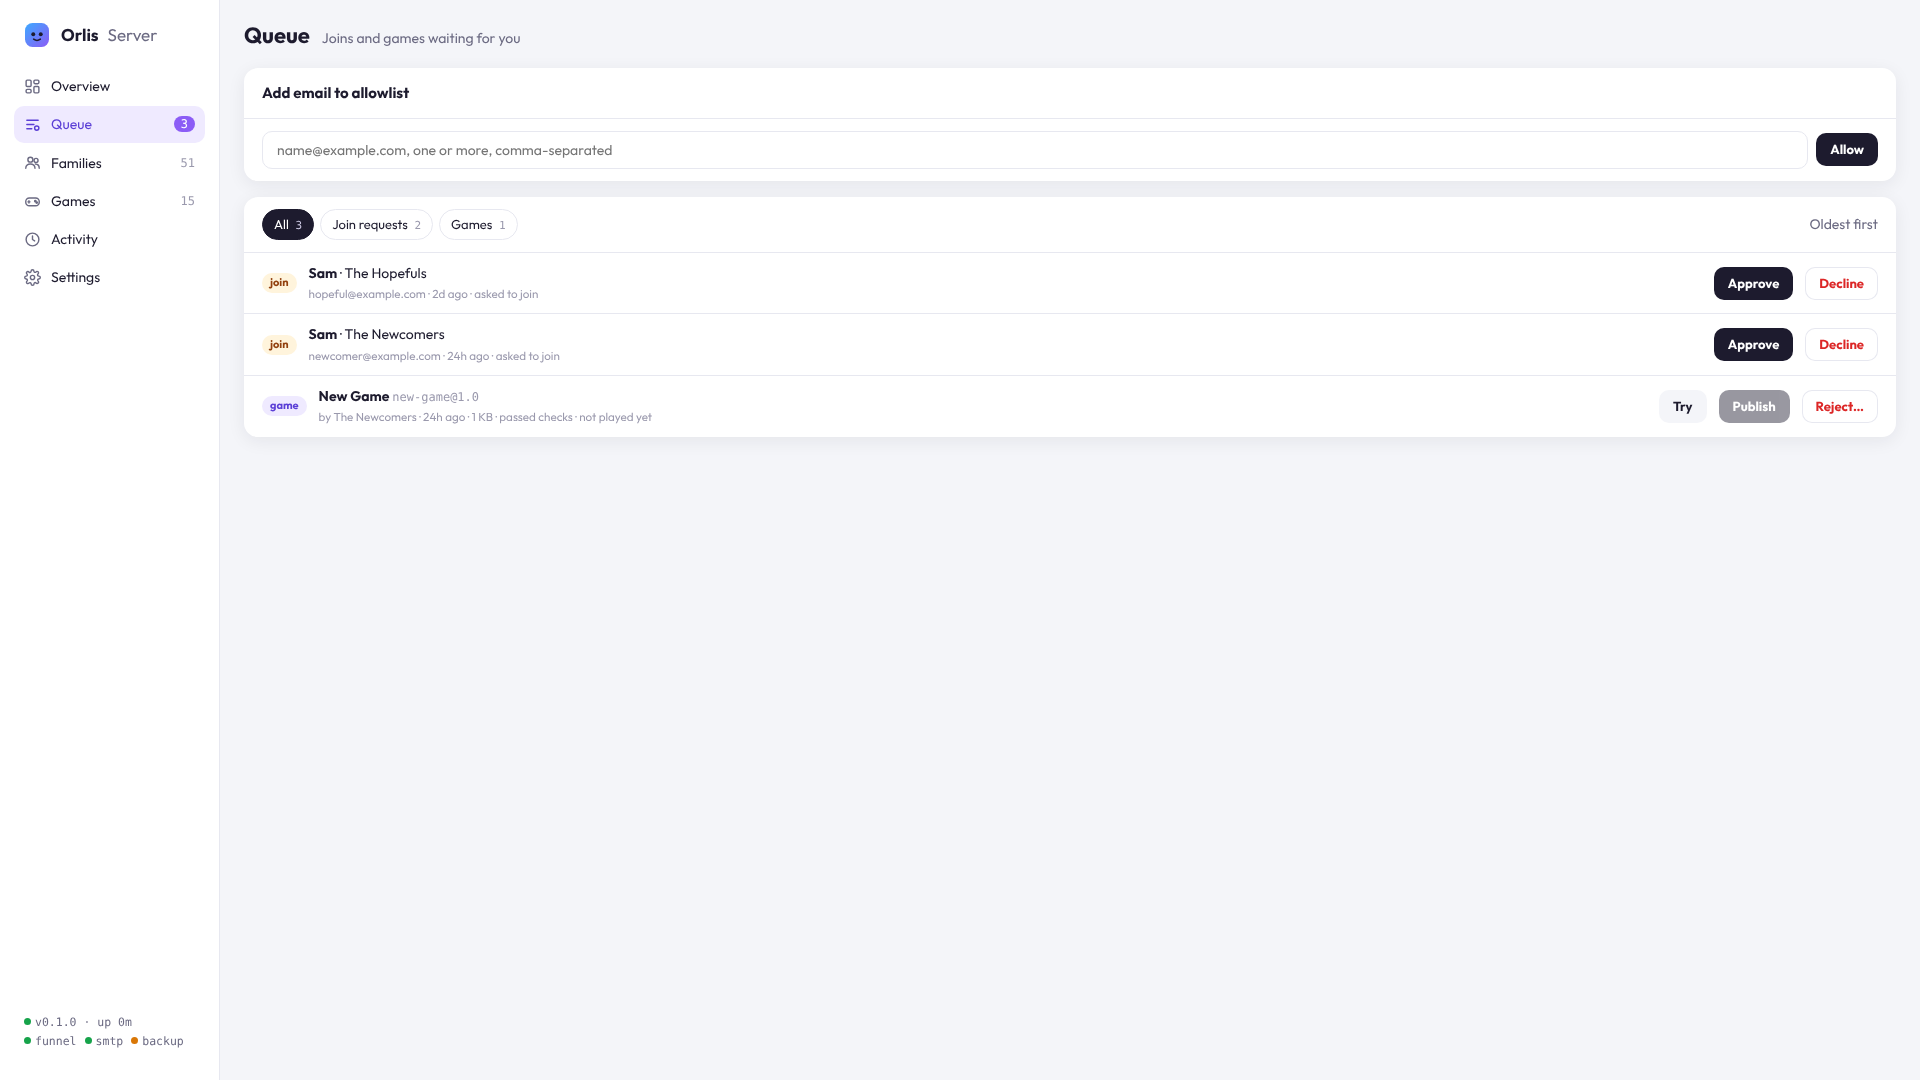 Orlis Server
Overview
Queue 3
Families 51
Games 15
Activity
Settings
v0.1.0 · up 0m
funnel smtp backup
Queue Joins and games waiting for you
Add email to allowlist
name@example.com, one or more, comma-separated
Allow
All 3 Join requests 2 Games 1 Oldest first
join Sam · The Hopefuls
hopeful@example.com · 2d ago · asked to join
Approve Decline
join Sam · The Newcomers
newcomer@example.com · 24h ago · asked to join
Approve Decline
game New Game new-game@1.0
by The Newcomers · 24h ago · 1 KB · passed checks · not played yet
Try Publish Reject...